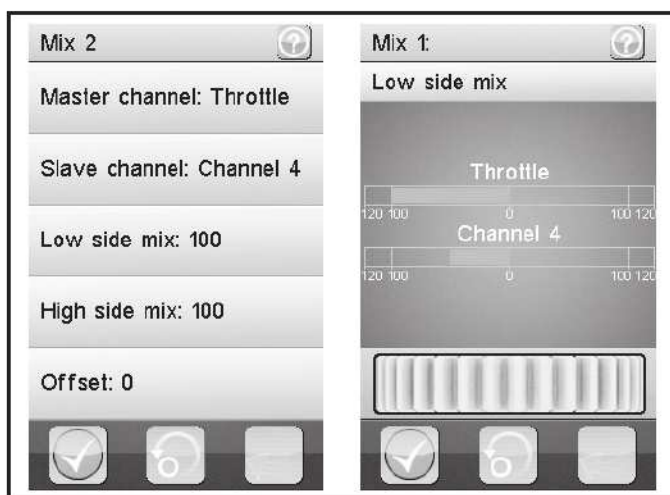 Mix 2
?
Master channel: Throttle
Slave channel: Channel 4
Low side mix: 100
High side mix: 100
Offset: 0
Mix 1:
?
Low side mix
Throttle
120 100 0 100 120
Channel 4
120 100 0 100 120